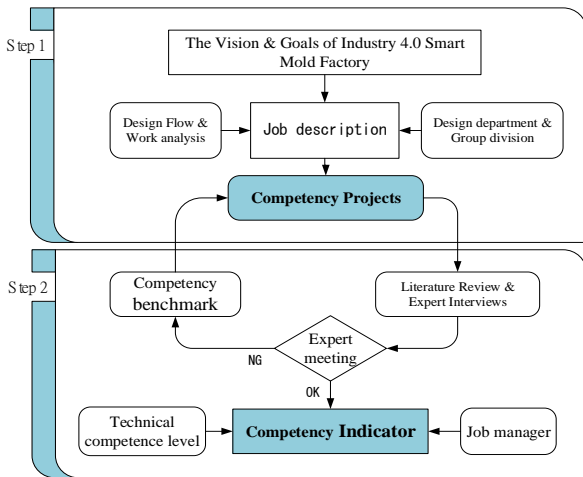 Step 1
The Vision & Goals of Industry 4.0 Smart
Mold Factory
Design Flow &
Work analysis
Job description
Design department &
Group division
Competency Projects
Step 2
Competency
benchmark
Literature Review &
Expert Interviews
Expert
meeting
NG
OK
Technical
competence level
Competency Indicator
Job manager